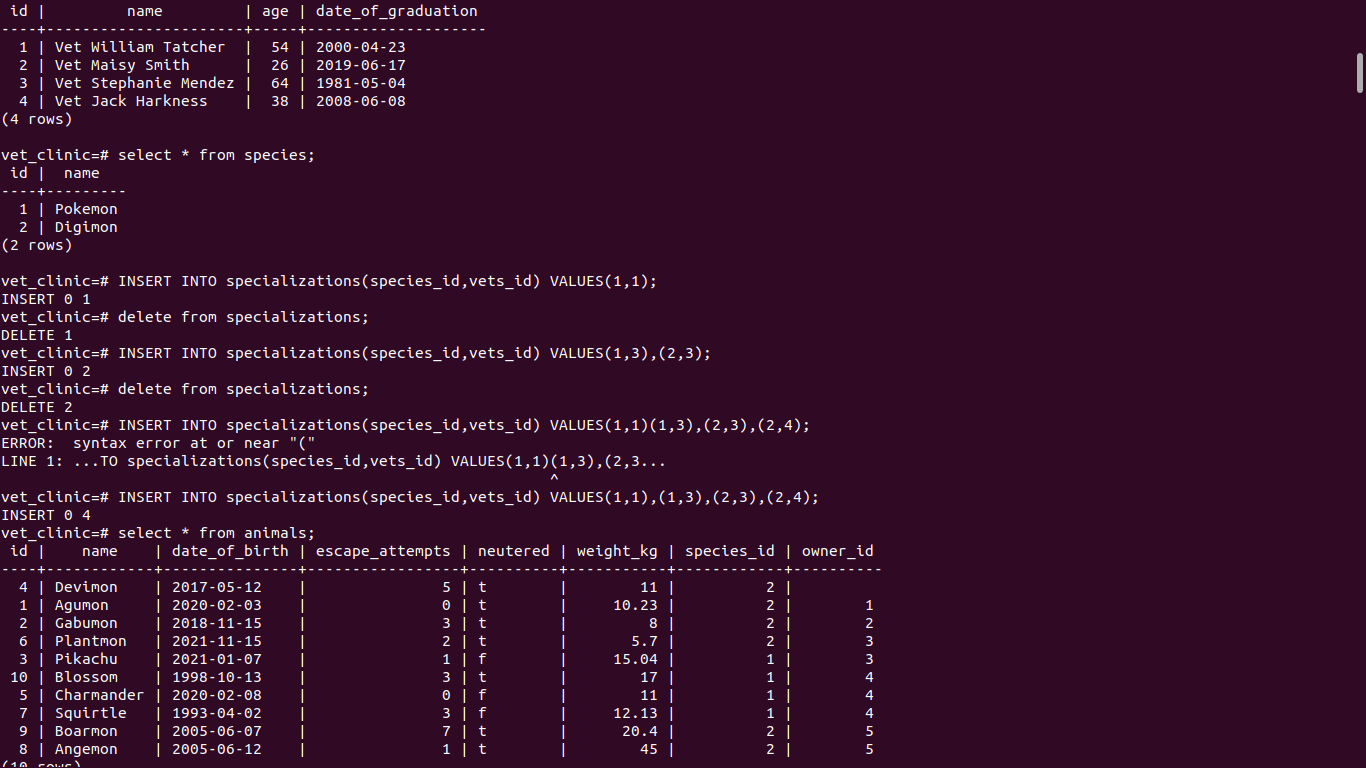 id |         name         | age | date_of_graduation
----+----------------------+-----+--------------------
  1 | Vet William Tatcher  |  54 | 2000-04-23
  2 | Vet Maisy Smith      |  26 | 2019-06-17
  3 | Vet Stephanie Mendez |  64 | 1981-05-04
  4 | Vet Jack Harkness    |  38 | 2008-06-08
(4 rows)

vet_clinic=# select * from species;
 id |  name
----+---------
  1 | Pokemon
  2 | Digimon
(2 rows)

vet_clinic=# INSERT INTO specializations(species_id,vets_id) VALUES(1,1);
INSERT 0 1
vet_clinic=# delete from specializations;
DELETE 1
vet_clinic=# INSERT INTO specializations(species_id,vets_id) VALUES(1,3),(2,3);
INSERT 0 2
vet_clinic=# delete from specializations;
DELETE 2
vet_clinic=# INSERT INTO specializations(species_id,vets_id) VALUES(1,1)(1,3),(2,3),(2,4);
ERROR:  syntax error at or near "("
LINE 1: ...TO specializations(species_id,vets_id) VALUES(1,1)(1,3),(2,3...
                                                             ^
vet_clinic=# INSERT INTO specializations(species_id,vets_id) VALUES(1,1),(1,3),(2,3),(2,4);
INSERT 0 4
vet_clinic=# select * from animals;
 id |    name    | date_of_birth | escape_attempts | neutered | weight_kg | species_id | owner_id
----+------------+---------------+-----------------+----------+-----------+------------+----------
  4 | Devimon    | 2017-05-12    |               5 | t        |        11 |          2 |
  1 | Agumon     | 2020-02-03    |               0 | t        |     10.23 |          2 |        1
  2 | Gabumon    | 2018-11-15    |               3 | t        |         8 |          2 |        2
  6 | Plantmon   | 2021-11-15    |               2 | t        |       5.7 |          2 |        3
  3 | Pikachu    | 2021-01-07    |               1 | f        |     15.04 |          1 |        3
 10 | Blossom    | 1998-10-13    |               3 | t        |        17 |          1 |        4
  5 | Charmander | 2020-02-08    |               0 | f        |        11 |          1 |        4
  7 | Squirtle   | 1993-04-02    |               3 | f        |     12.13 |          1 |        4
  9 | Boarmon    | 2005-06-07    |               7 | t        |      20.4 |          2 |        5
  8 | Angemon    | 2005-06-12    |               1 | t        |        45 |          2 |        5
(10 rows)